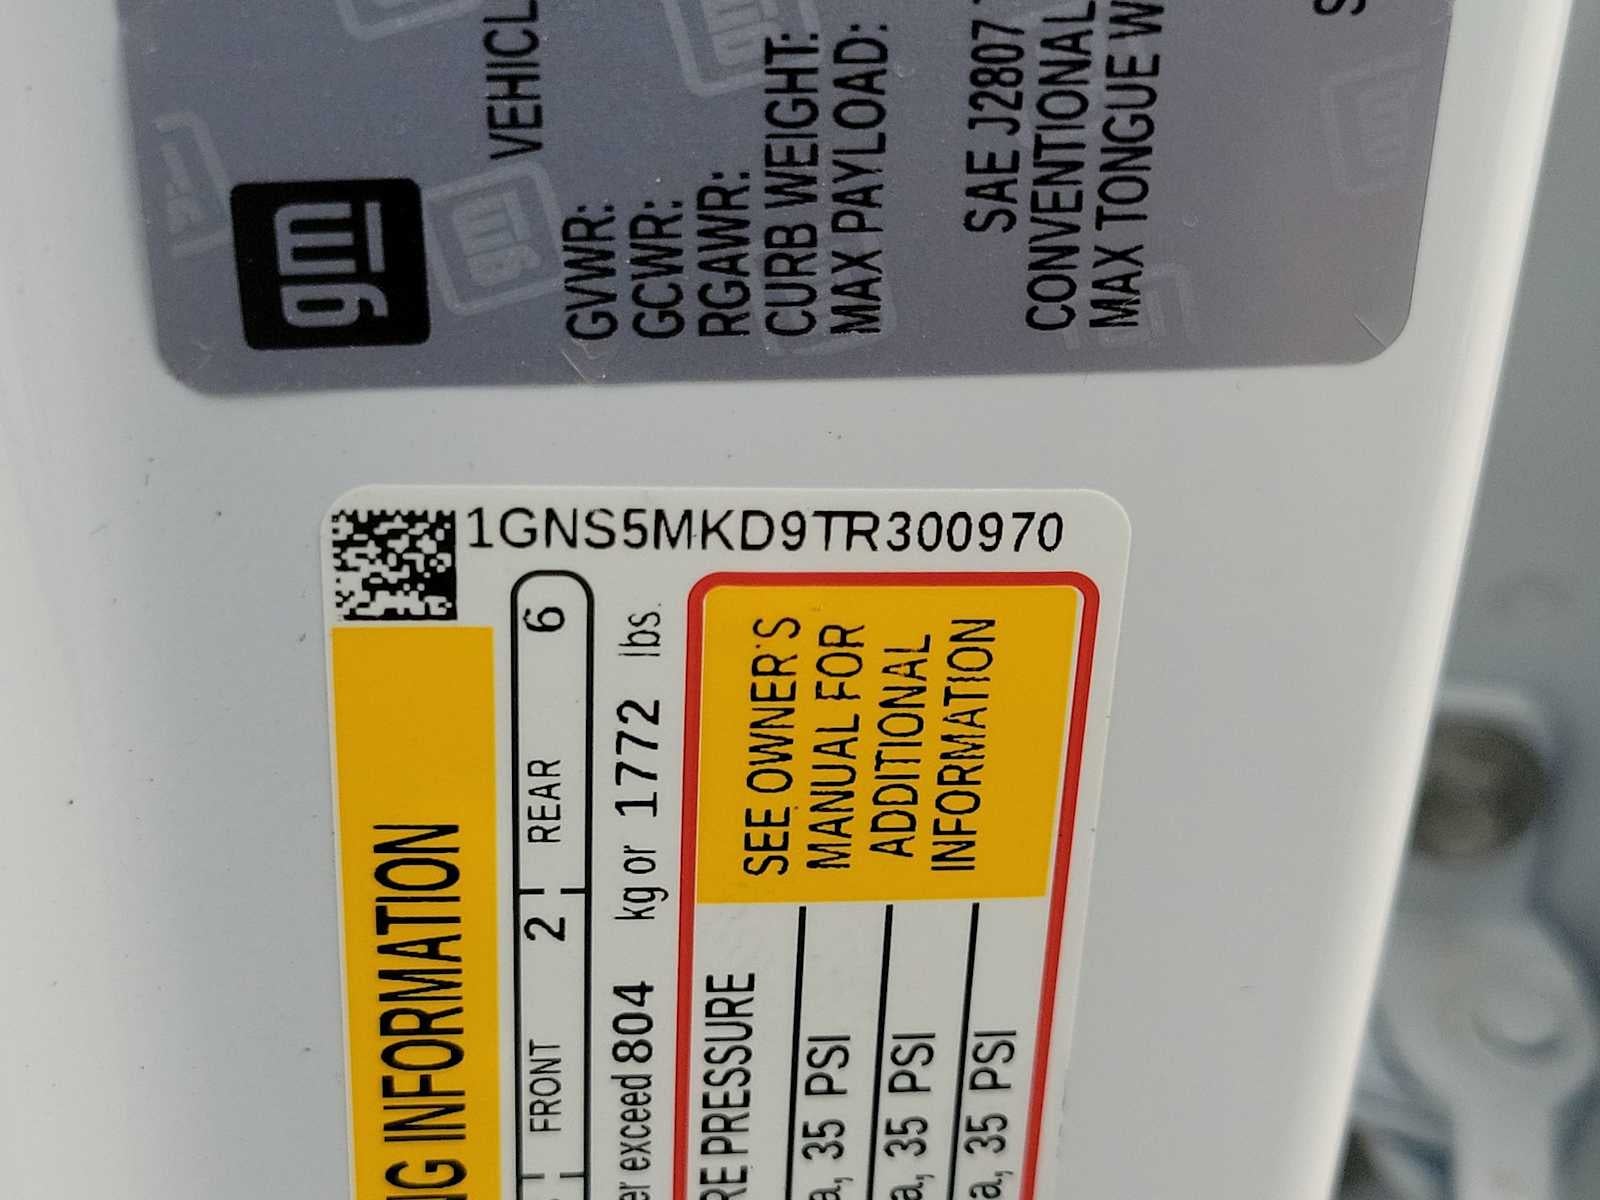 gm
VEHICL
GVWR:
GCWR:
RGAWR:
CURB WEIGHT:
MAX PAYLOAD:
SAE J2807
CONVENTIONAL
MAX TONGUE W
S
1GNS5MKD9TR300970
NG INFORMATION
FRONT 2 REAR 6
er exceed 804 kg or 1772 lbs.
RE PRESSURE
a, 35 PSI
a, 35 PSI
a, 35 PSI
SEE OWNER'S
MANUAL FOR
ADDITIONAL
INFORMATION